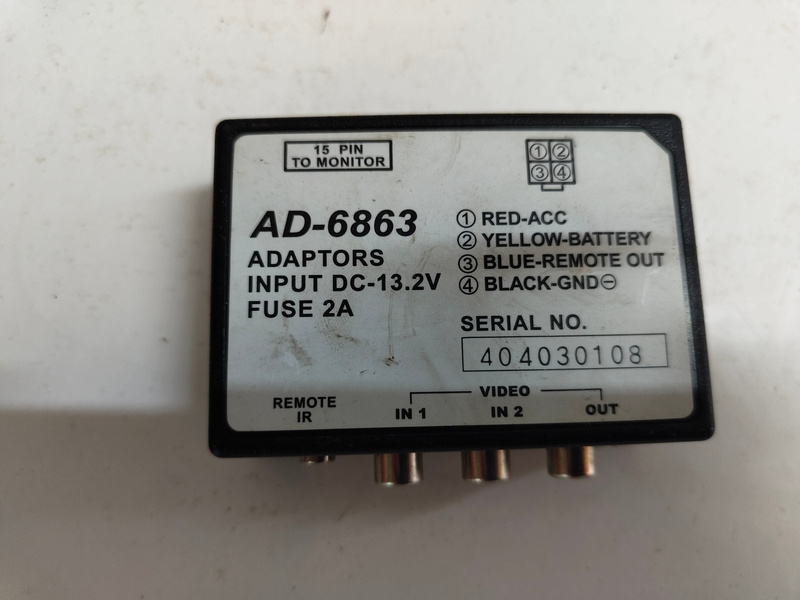 15 PIN
TO MONITOR
① ②
③ ④
AD-6863
ADAPTORS
INPUT DC-13.2V
FUSE 2A
① RED-ACC
② YELLOW-BATTERY
③ BLUE-REMOTE OUT
④ BLACK-GND⊖
SERIAL NO.
404030108
REMOTE
IR
VIDEO
IN 1 IN 2 OUT